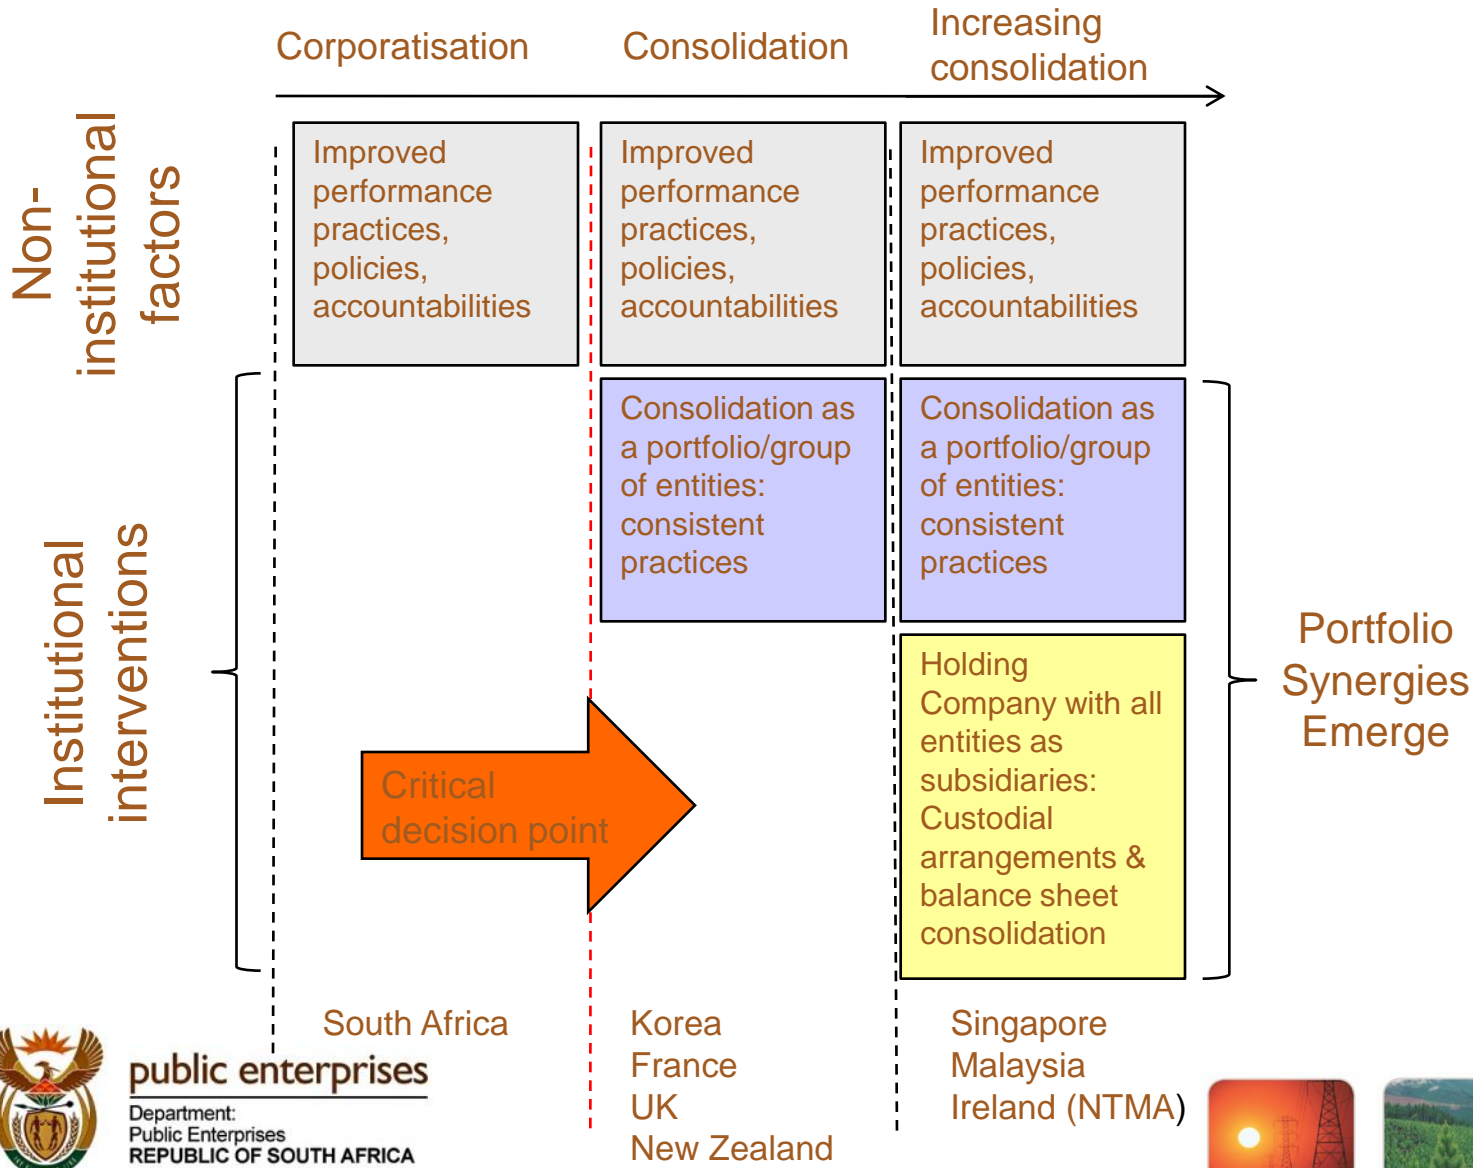 Corporatisation
Consolidation
Increasing
consolidation
Non-
institutional
factors
Improved
performance
practices,
policies,
accountabilities
Improved
performance
practices,
policies,
accountabilities
Improved
performance
practices,
policies,
accountabilities
Institutional
interventions
Consolidation as
a portfolio/group
of entities:
consistent
practices
Consolidation as
a portfolio/group
of entities:
consistent
practices
Holding
Company with all
entities as
subsidiaries:
Custodial
arrangements &
balance sheet
consolidation
Portfolio
Synergies
Emerge
Critical
decision point
South Africa
Korea
France
UK
New Zealand
Singapore
Malaysia
Ireland (NTMA)
public enterprises
Department:
Public Enterprises
REPUBLIC OF SOUTH AFRICA